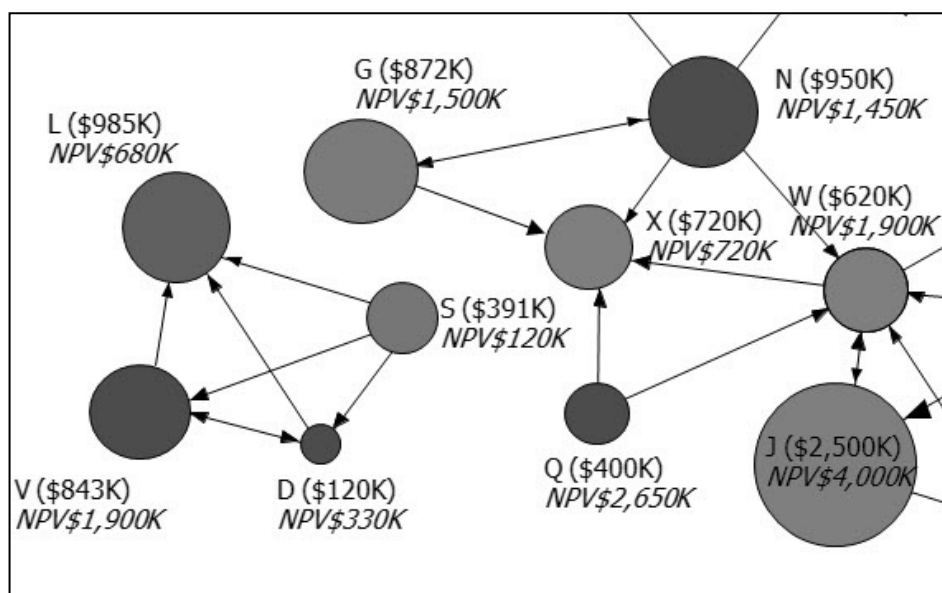 G ($872K)
NPV$1,500K
N ($950K)
NPV$1,450K
L ($985K)
NPV$680K
X ($720K)
NPV$720K
W ($620K)
NPV$1,900K
S ($391K)
NPV$120K
V ($843K)
NPV$1,900K
D ($120K)
NPV$330K
Q ($400K)
NPV$2,650K
J ($2,500K)
NPV$4,000K